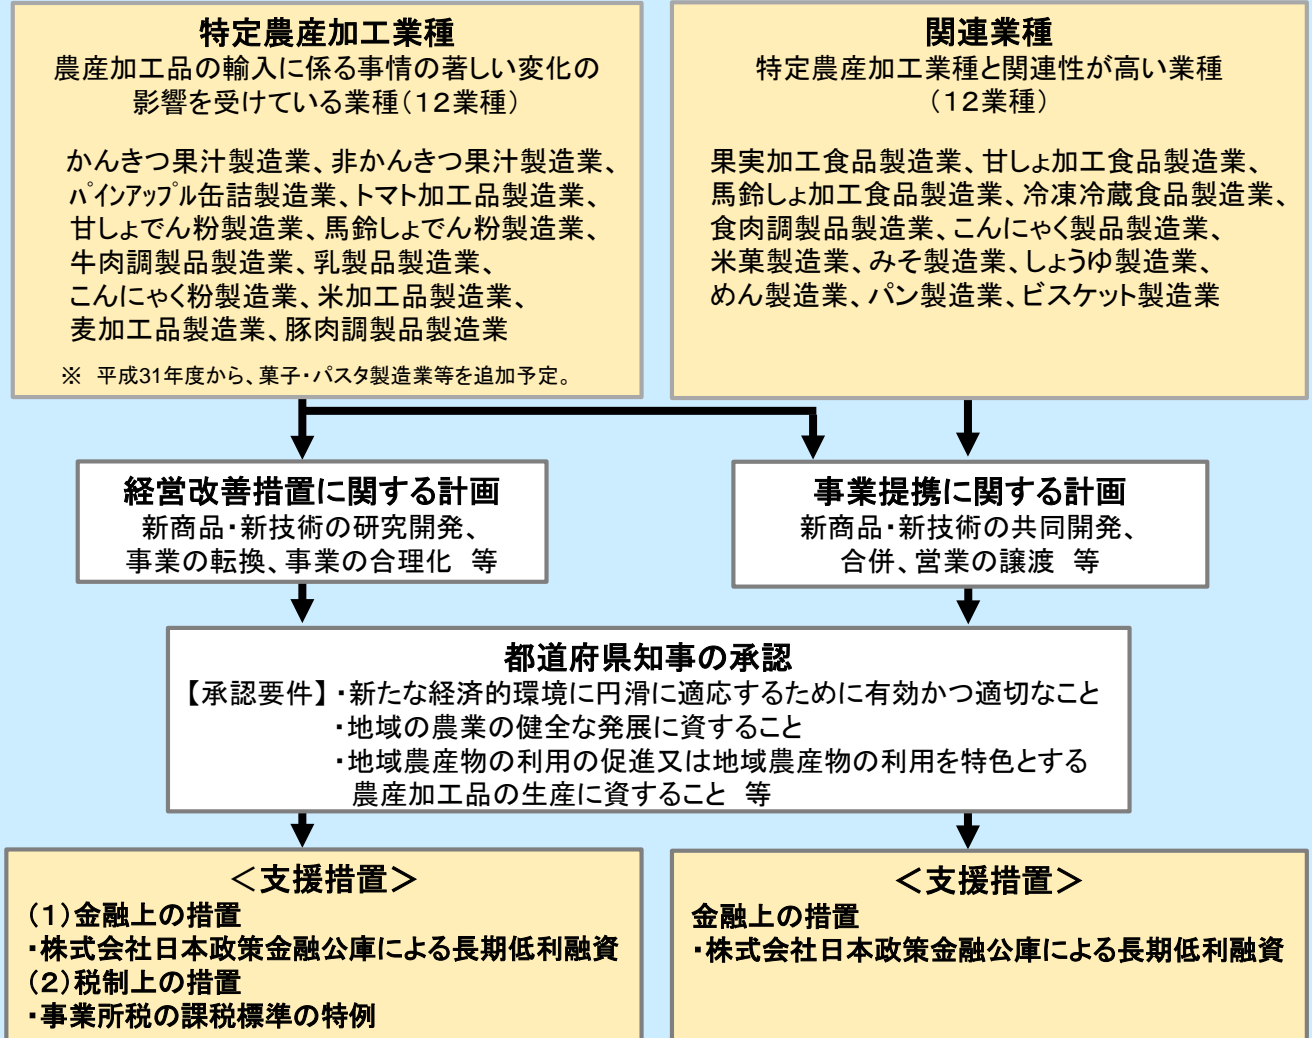 特定農産加工業種
農産加工品の輸入に係る事情の著しい変化の
影響を受けている業種(12業種)
かんきつ果汁製造業、非かんきつ果汁製造業、
パインアップル缶詰製造業、トマト加工品製造業、
甘しょでん粉製造業、馬鈴しょでん粉製造業、
牛肉調製品製造業、乳製品製造業、
こんにゃく粉製造業、米加工品製造業、
麦加工品製造業、豚肉調製品製造業
※ 平成31年度から、菓子・パスタ製造業等を追加予定。
関連業種
特定農産加工業種と関連性が高い業種
(12業種)
果実加工食品製造業、甘しょ加工食品製造業、
馬鈴しょ加工食品製造業、冷凍冷蔵食品製造業、
食肉調製品製造業、こんにゃく製品製造業、
米菓製造業、みそ製造業、しょうゆ製造業、
めん製造業、パン製造業、ビスケット製造業
経営改善措置に関する計画
新商品・新技術の研究開発、
事業の転換、事業の合理化 等
事業提携に関する計画
新商品・新技術の共同開発、
合併、営業の譲渡 等
都道府県知事の承認
【承認要件】・新たな経済的環境に円滑に適応するために有効かつ適切なこと
・地域の農業の健全な発展に資すること
・地域農産物の利用の促進又は地域農産物の利用を特色とする
農産加工品の生産に資すること 等
<支援措置>
(1)金融上の措置
・株式会社日本政策金融公庫による長期低利融資
(2)税制上の措置
・事業所税の課税標準の特例
<支援措置>
金融上の措置
・株式会社日本政策金融公庫による長期低利融資